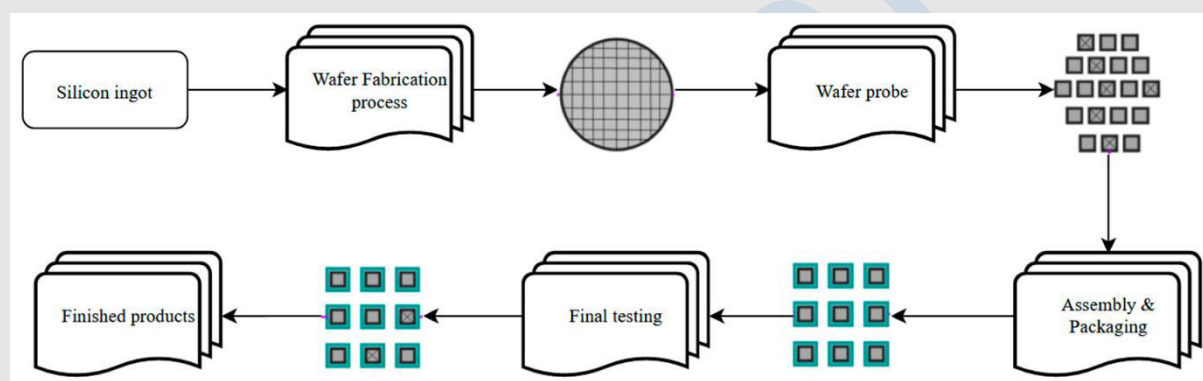 Silicon ingot
Wafer Fabrication
process
Wafer probe
Assembly &
Packaging
Final testing
Finished products